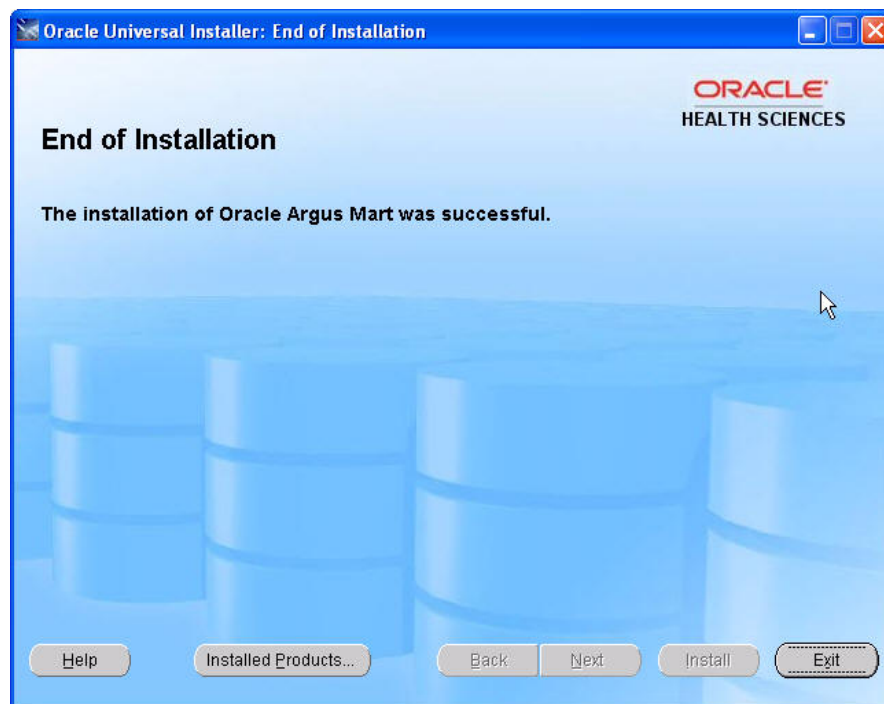 Oracle Universal Installer: End of Installation
ORACLE
HEALTH SCIENCES
End of Installation
The installation of Oracle Argus Mart was successful.
Help
Installed Products...
Back
Next
Install
Exit